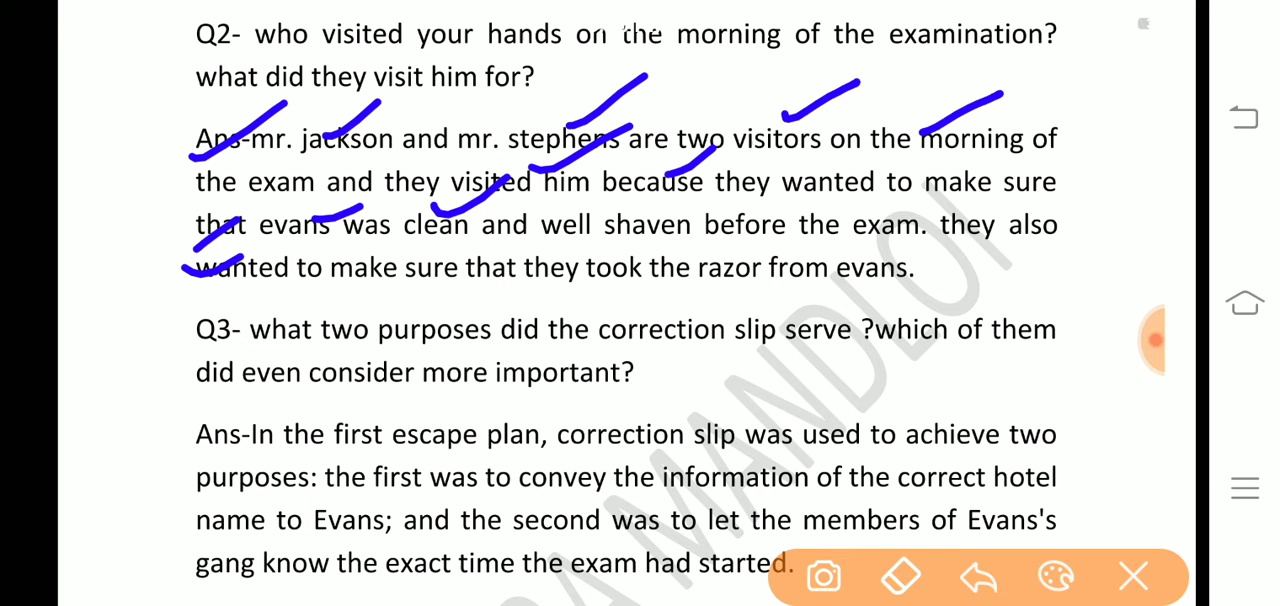 Q2- who visited your hands on the morning of the examination?
what did they visit him for?
Ans-mr. jackson and mr. stephens are two visitors on the morning of
the exam and they visited him because they wanted to make sure
that evans was clean and well shaven before the exam. they also
wanted to make sure that they took the razor from evans.
Q3- what two purposes did the correction slip serve ?which of them
did even consider more important?
Ans-In the first escape plan, correction slip was used to achieve two
purposes: the first was to convey the information of the correct hotel
name to Evans; and the second was to let the members of Evans's
gang know the exact time the exam had started.
MANDLOI